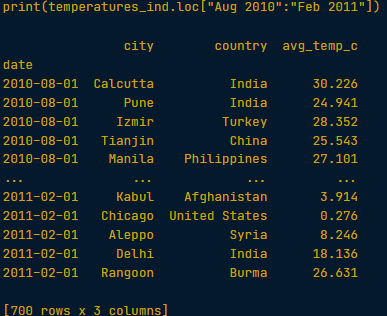 print(temperatures_ind.loc["Aug 2010":"Feb 2011"])
city country avg_temp_c
date
2010-08-01 Calcutta India 30.226
2010-08-01 Pune India 24.941
2010-08-01 Izmir Turkey 28.352
2010-08-01 Tianjin China 25.543
2010-08-01 Manila Philippines 27.101
... ... ... ...
2011-02-01 Kabul Afghanistan 3.914
2011-02-01 Chicago United States 0.276
2011-02-01 Aleppo Syria 8.246
2011-02-01 Delhi India 18.136
2011-02-01 Rangoon Burma 26.631
[700 rows x 3 columns]